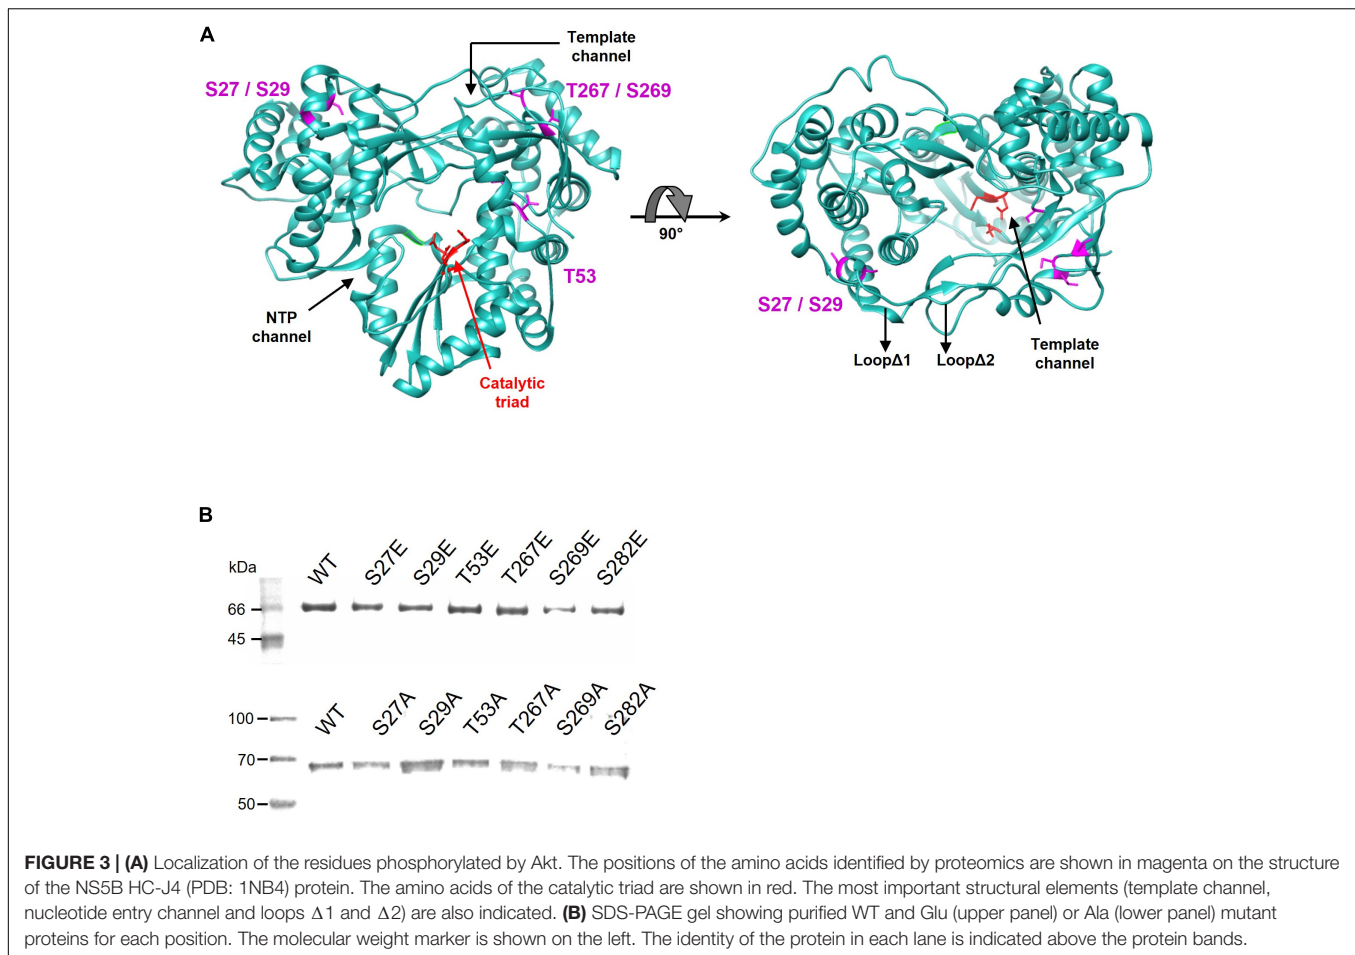 A
Template
channel
S27 / S29
T267 / S269
90°
T53
NTP
channel
Catalytic
triad
S27 / S29
LoopΔ1
LoopΔ2
Template
channel
B
kDa
WT
S27E
S29E
T53E
T267E
S269E
S282E
66
45
WT
S27A
S29A
T53A
T267A
S269A
S282A
100
70
50
FIGURE 3 | (A) Localization of the residues phosphorylated by Akt. The positions of the amino acids identified by proteomics are shown in magenta on the structure
of the NS5B HC-J4 (PDB: 1NB4) protein. The amino acids of the catalytic triad are shown in red. The most important structural elements (template channel,
nucleotide entry channel and loops Δ1 and Δ2) are also indicated. (B) SDS-PAGE gel showing purified WT and Glu (upper panel) or Ala (lower panel) mutant
proteins for each position. The molecular weight marker is shown on the left. The identity of the protein in each lane is indicated above the protein bands.